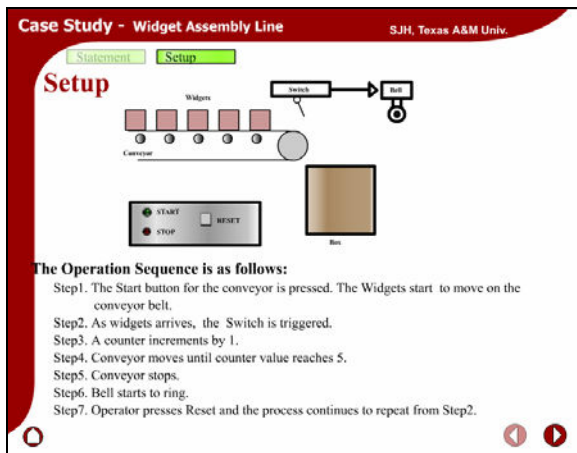 Case Study - Widget Assembly Line
SJH, Texas A&M Univ.
Statement
Setup
Setup
Switch
Bell
Widgets
Conveyor
START
RESET
STOP
Box
The Operation Sequence is as follows:
Step1. The Start button for the conveyor is pressed. The Widgets start to move on the
conveyor belt.
Step2. As widgets arrives, the Switch is triggered.
Step3. A counter increments by 1.
Step4. Conveyor moves until counter value reaches 5.
Step5. Conveyor stops.
Step6. Bell starts to ring.
Step7. Operator presses Reset and the process continues to repeat from Step2.